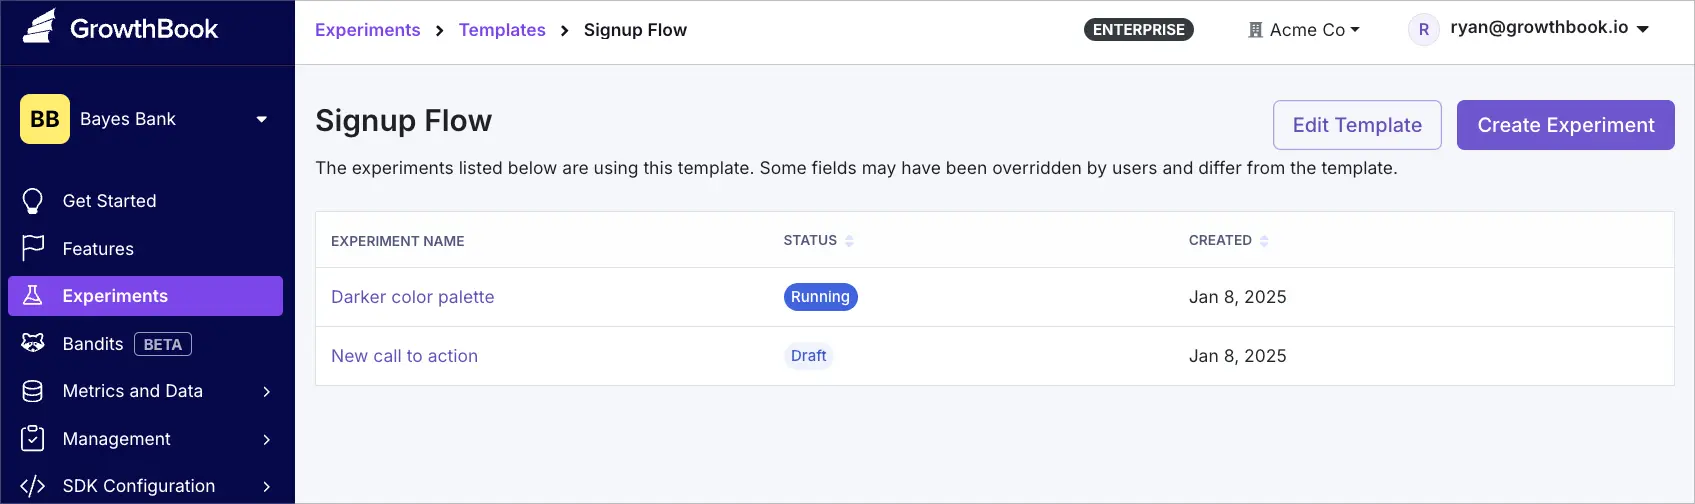 GrowthBook
Experiments > Templates > Signup Flow
ENTERPRISE
Acme Co
R
ryan@growthbook.io
BB
Bayes Bank
Get Started
Features
Experiments
Bandits BETA
Metrics and Data
Management
SDK Configuration
Signup Flow
Edit Template
Create Experiment
The experiments listed below are using this template. Some fields may have been overridden by users and differ from the template.
EXPERIMENT NAME STATUS CREATED
Darker color palette Running Jan 8, 2025
New call to action Draft Jan 8, 2025